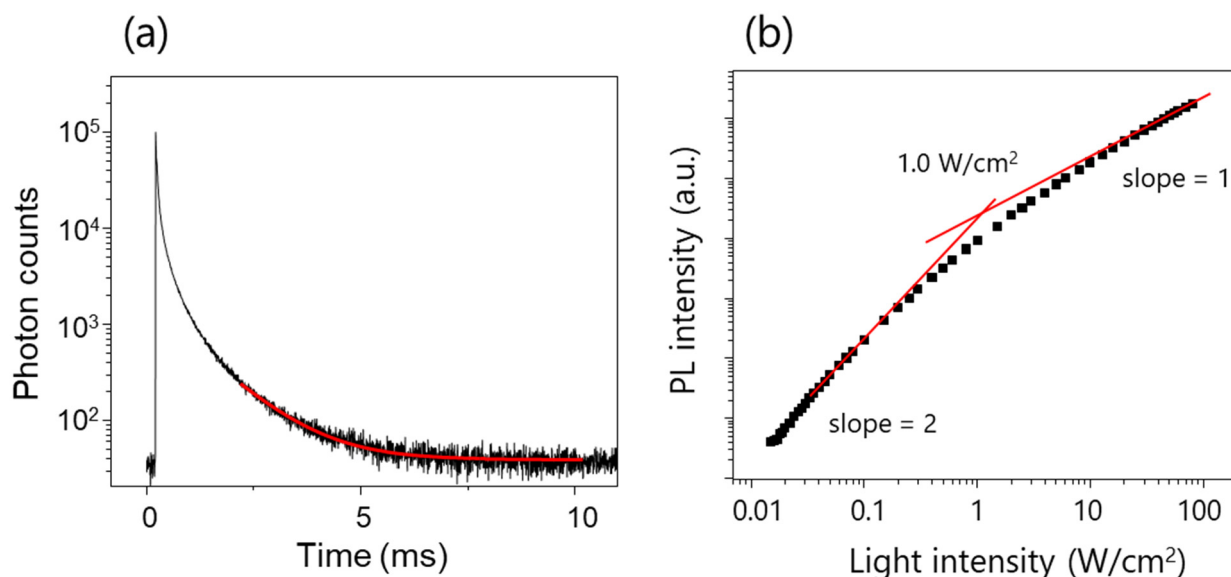 (a)
10⁵
10⁴
10³
10²
Photon counts
0
5
10
Time (ms)
(b)
1.0 W/cm²
slope = 1
slope = 2
PL intensity (a.u.)
0.01
0.1
1
10
100
Light intensity (W/cm²)